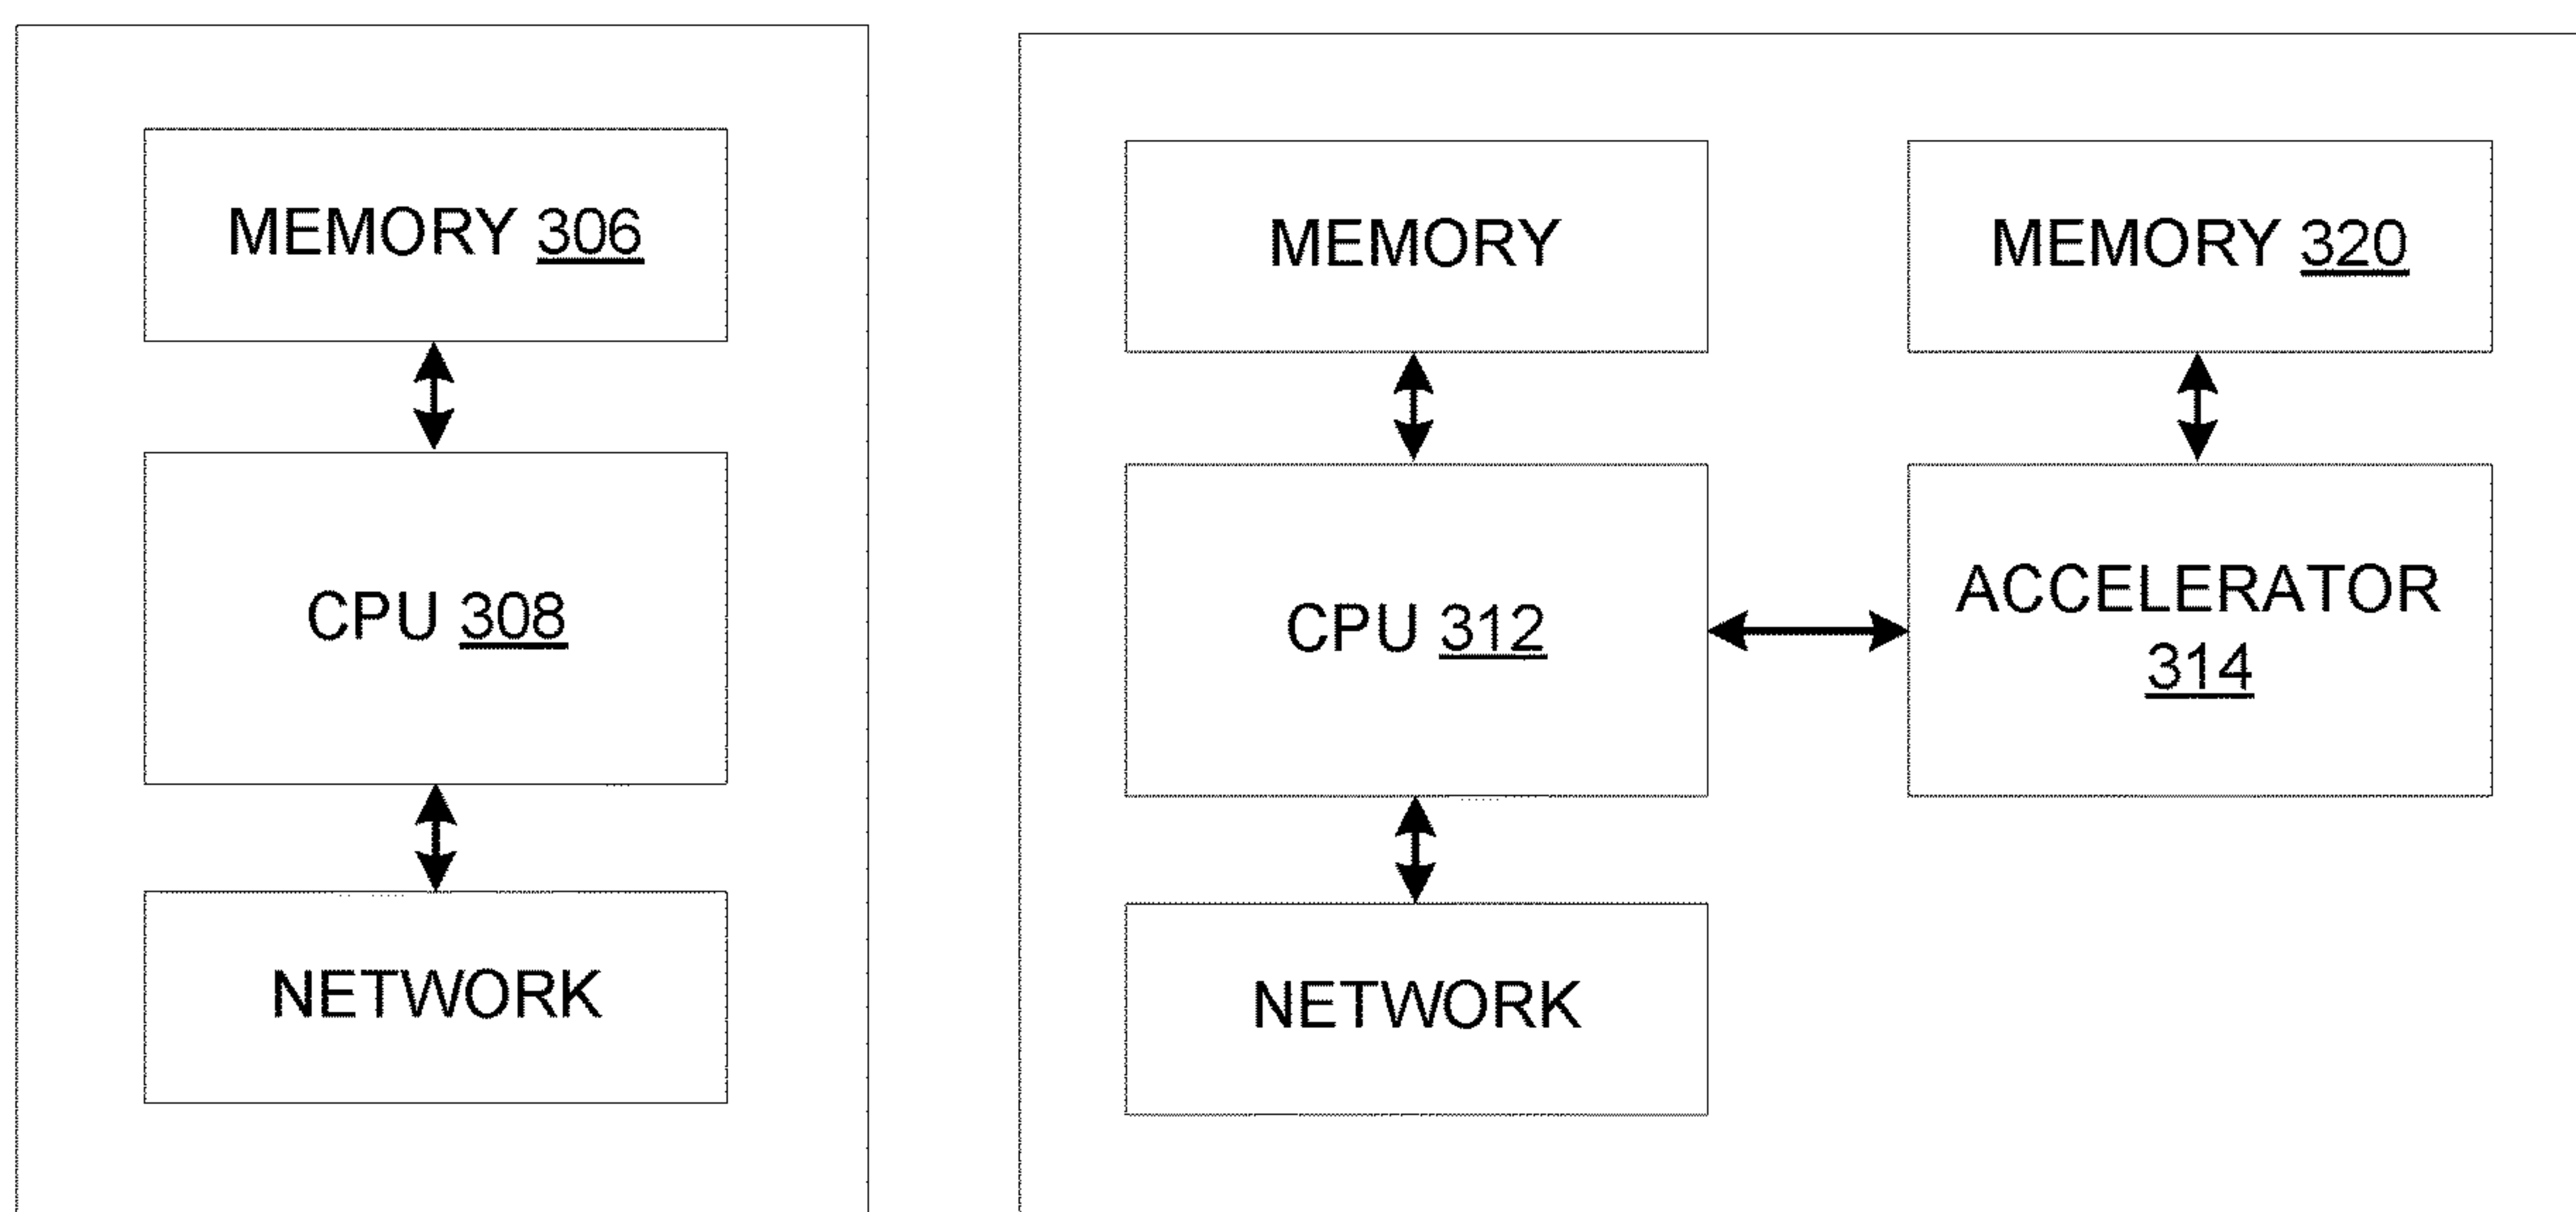 MEMORY 306
CPU 308
NETWORK
MEMORY
MEMORY 320
CPU 312
ACCELERATOR
314
NETWORK